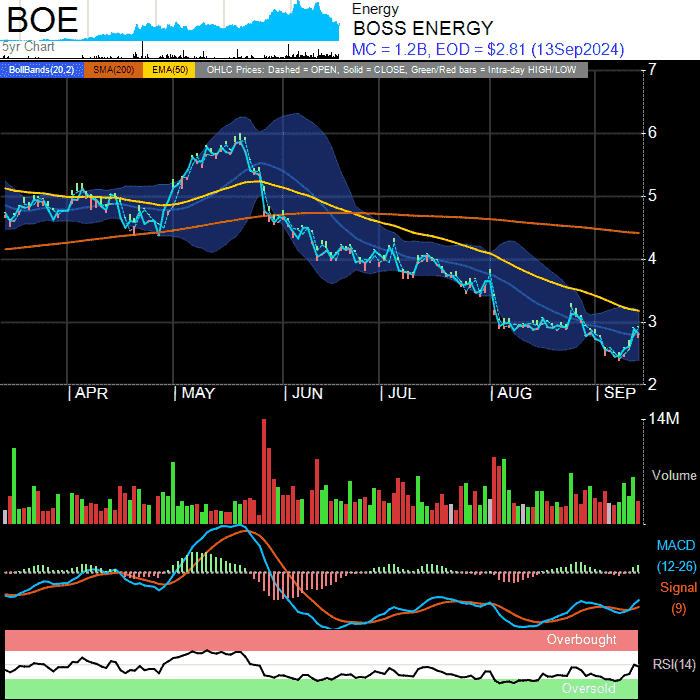 BOE
5yr Chart
Energy
BOSS ENERGY
MC = 1.2B, EOD = $2.81 (13Sep2024)
BollBands(20,2) SMA(200) EMA(50) OHLC Prices: Dashed = OPEN, Solid = CLOSE, Green/Red bars = Intra-day HIGH/LOW
7
6
5
4
3
2
APR MAY JUN JUL AUG SEP
14M
Volume
MACD
(12-26)
Signal
(9)
Overbought
RSI(14)
Oversold